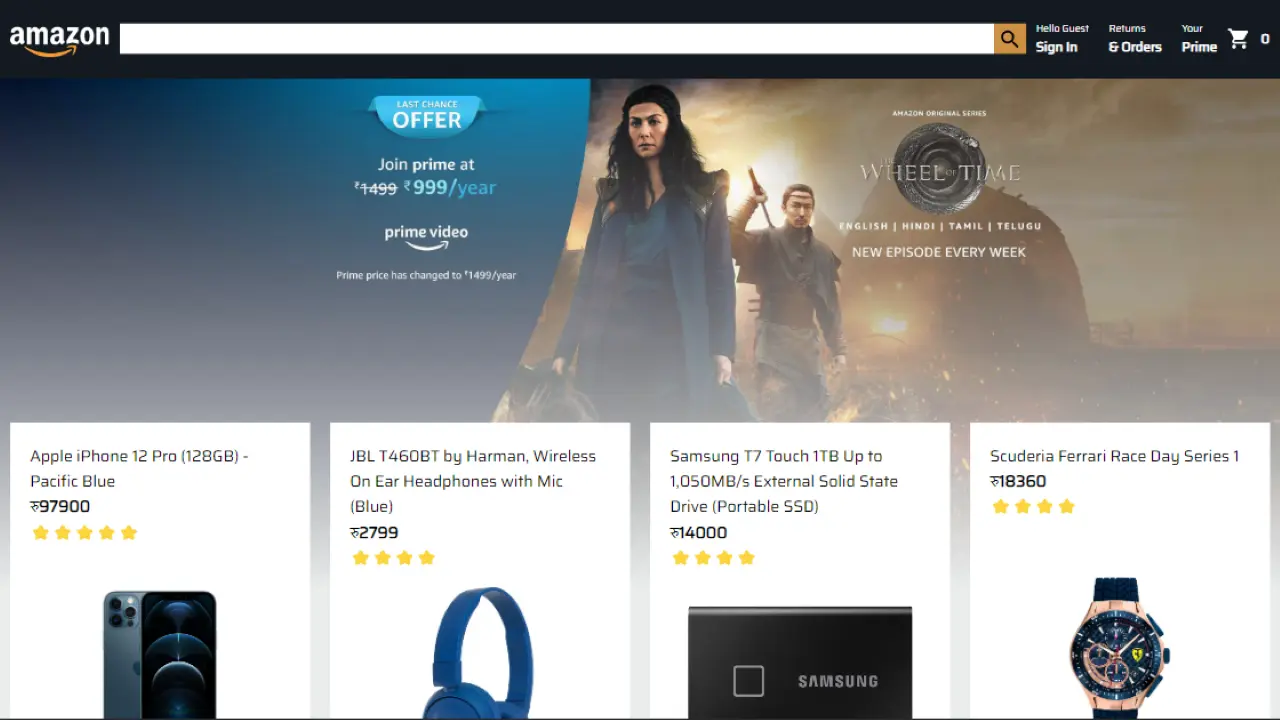 amazon
Hello Guest
Sign In
Returns
& Orders
Your
Prime
0
LAST CHANCE
OFFER
Join prime at
₹1499 ₹999/year
prime video
Prime price has changed to ₹1499/year
AMAZON ORIGINAL SERIES
THE WHEEL OF TIME
ENGLISH | HINDI | TAMIL | TELUGU
NEW EPISODE EVERY WEEK
Apple iPhone 12 Pro (128GB) -
Pacific Blue
रु97900
JBL T460BT by Harman, Wireless
On Ear Headphones with Mic
(Blue)
रु2799
Samsung T7 Touch 1TB Up to
1,050MB/s External Solid State
Drive (Portable SSD)
रु14000
Scuderia Ferrari Race Day Series 1
रु18360
SAMSUNG